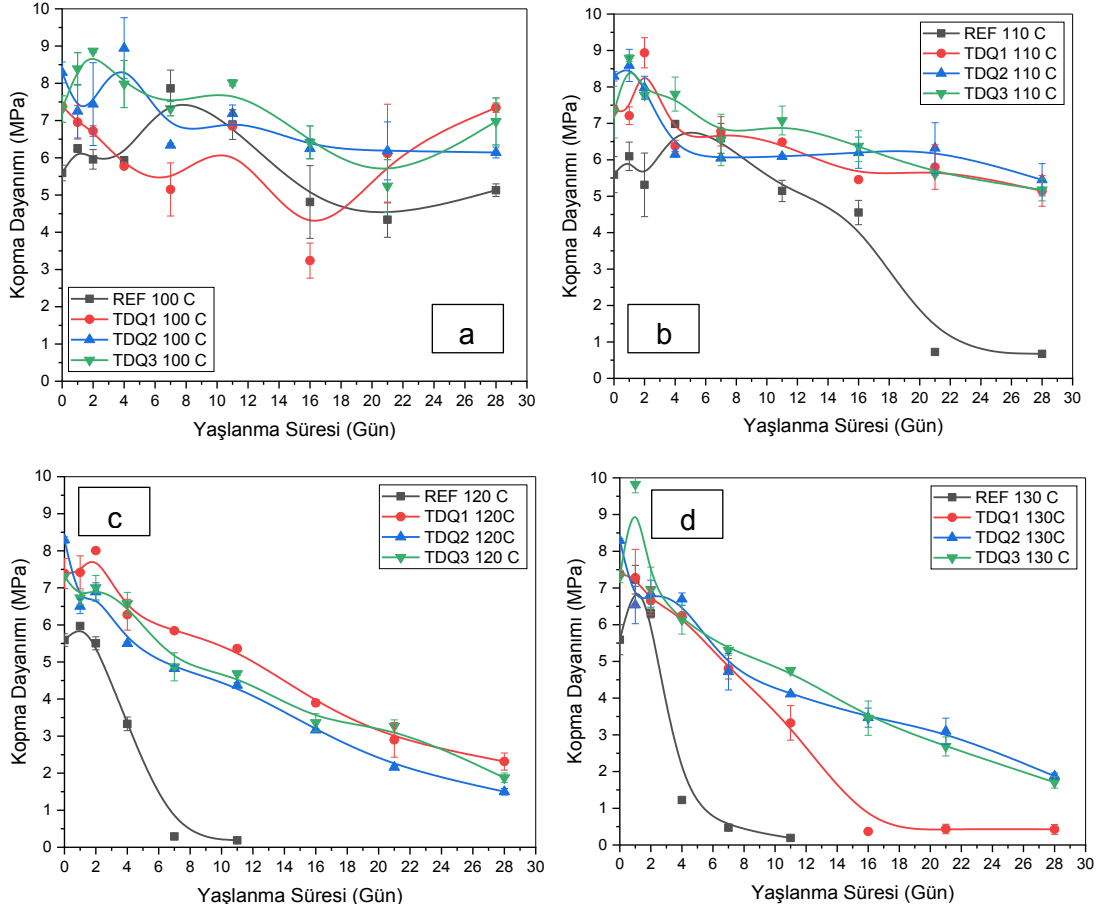 Kopma Dayanımı (MPa)
10
9
8
7
6
5
4
3
2
1
0
REF 100 C
TDQ1 100 C
TDQ2 100 C
TDQ3 100 C
a
0 2 4 6 8 10 12 14 16 18 20 22 24 26 28 30
Yaşlanma Süresi (Gün)
Kopma Dayanımı (MPa)
10
9
8
7
6
5
4
3
2
1
0
REF 110 C
TDQ1 110 C
TDQ2 110 C
TDQ3 110 C
b
0 2 4 6 8 10 12 14 16 18 20 22 24 26 28 30
Yaşlanma Süresi (Gün)
Kopma Dayanımı (MPa)
10
9
8
7
6
5
4
3
2
1
0
c
REF 120 C
TDQ1 120C
TDQ2 120C
TDQ3 120 C
0 2 4 6 8 10 12 14 16 18 20 22 24 26 28 30
Yaşlanma Süresi (Gün)
Kopma Dayanımı (MPa)
10
9
8
7
6
5
4
3
2
1
0
d
REF 130 C
TDQ1 130C
TDQ2 130C
TDQ3 130 C
0 2 4 6 8 10 12 14 16 18 20 22 24 26 28 30
Yaşlanma Süresi (Gün)